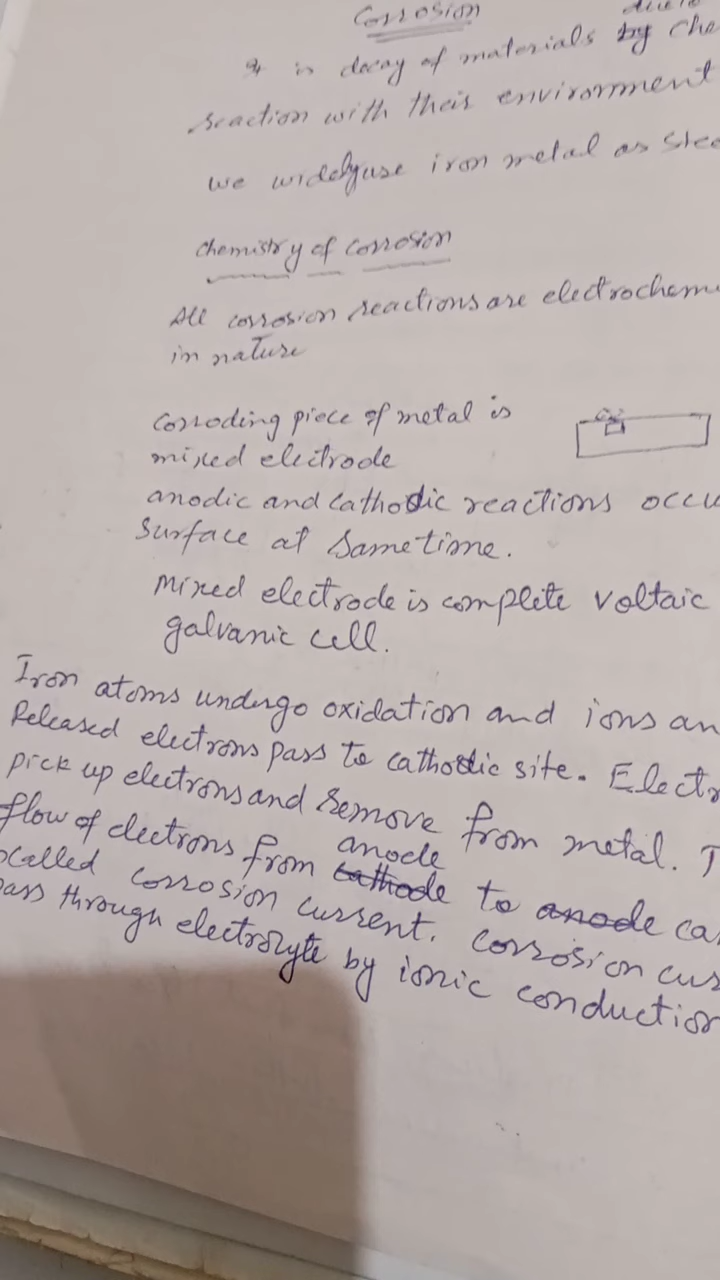 Corrosion
due to
It is decay of materials by che
reaction with their environment
we widely use iron metal as stee
chemistry of corrosion
All corrosion reactions are electrochem
in nature
Corroding piece of metal is
mixed electrode
anodic and cathodic reactions occu
surface at same time.
Mixed electrode is complete voltaic
galvanic cell.
Iron atoms undergo oxidation and ions an
Released electrons pass to cathodic site. Electr
pick up electrons and remove from metal. T
anode
flow of electrons from cathode to anode ca
called corrosion current. Corrosion cur
pass through electrolyte by ionic conduction